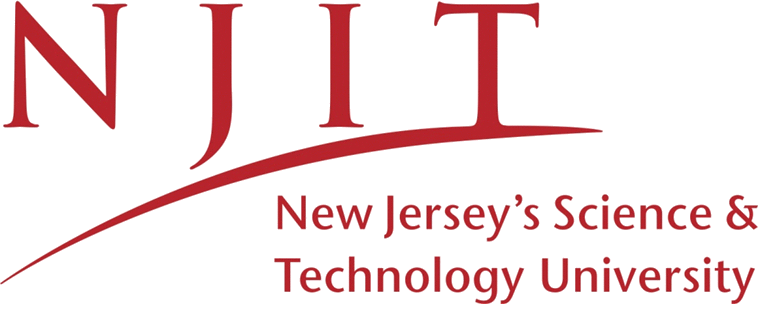 NJIT
New Jersey’s Science &
Technology University